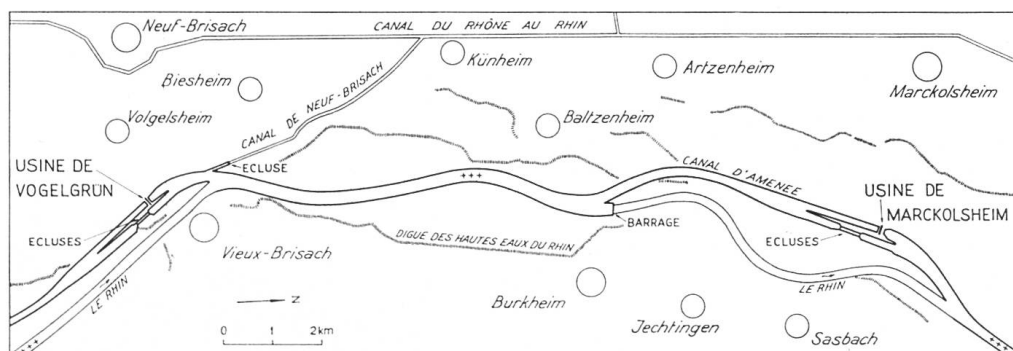 CANAL DU RHÔNE AU RHIN
Neuf-Brisach
Künheim
Artzenheim
Marckolsheim
Biesheim
CANAL DE NEUF-BRISACH
Volgelsheim
Baltzenheim
ECLUSE
CANAL D'AMENEE
USINE DE
VOGELGRÜN
USINE DE
MARCKOLSHEIM
ECLUSES
BARRAGE
ECLUSES
DIGUE DES HAUTES EAUX DU RHIN
Vieux-Brisach
LE RHIN
LE RHIN
Burkheim
Z
Jechtingen
Sasbach
0 1 2km